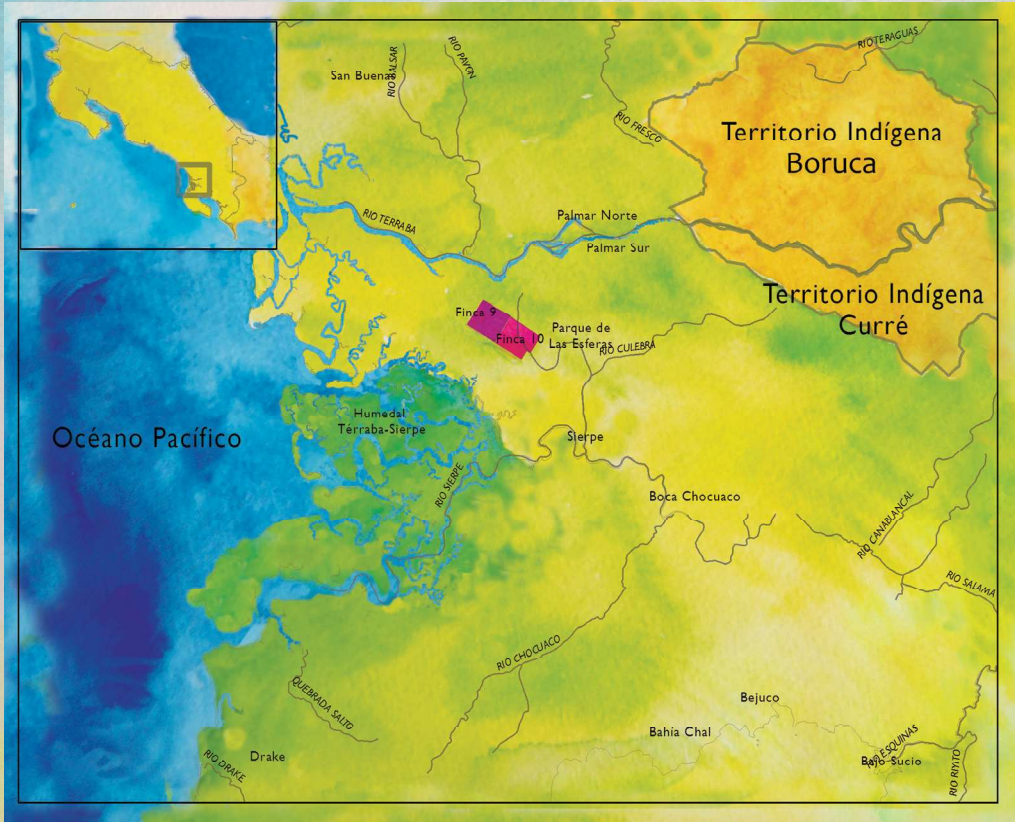 RIO TERAGUAS
San Buenas
RIO BALSAR
RIO PAVON
RIO FRESCO
Territorio Indígena
Boruca
RIO TERRABA
Palmar Norte
Palmar Sur
Territorio Indígena
Curré
Finca 9
Finca 10
Parque de
Las Esferas
RIO CULEBRA
Humedal
Térraba-Sierpe
Océano Pacífico
Sierpe
RIO SIERPE
Boca Chocuaco
RIO CAÑABLANCAL
RIO SALAMA
RIO CHOCUACO
QUEBRADA SALTO
Bejuco
Bahía Chal
Drake
RIO DRAKE
RIO ESQUINAS
Bajo Sucio
RIO RIYITO